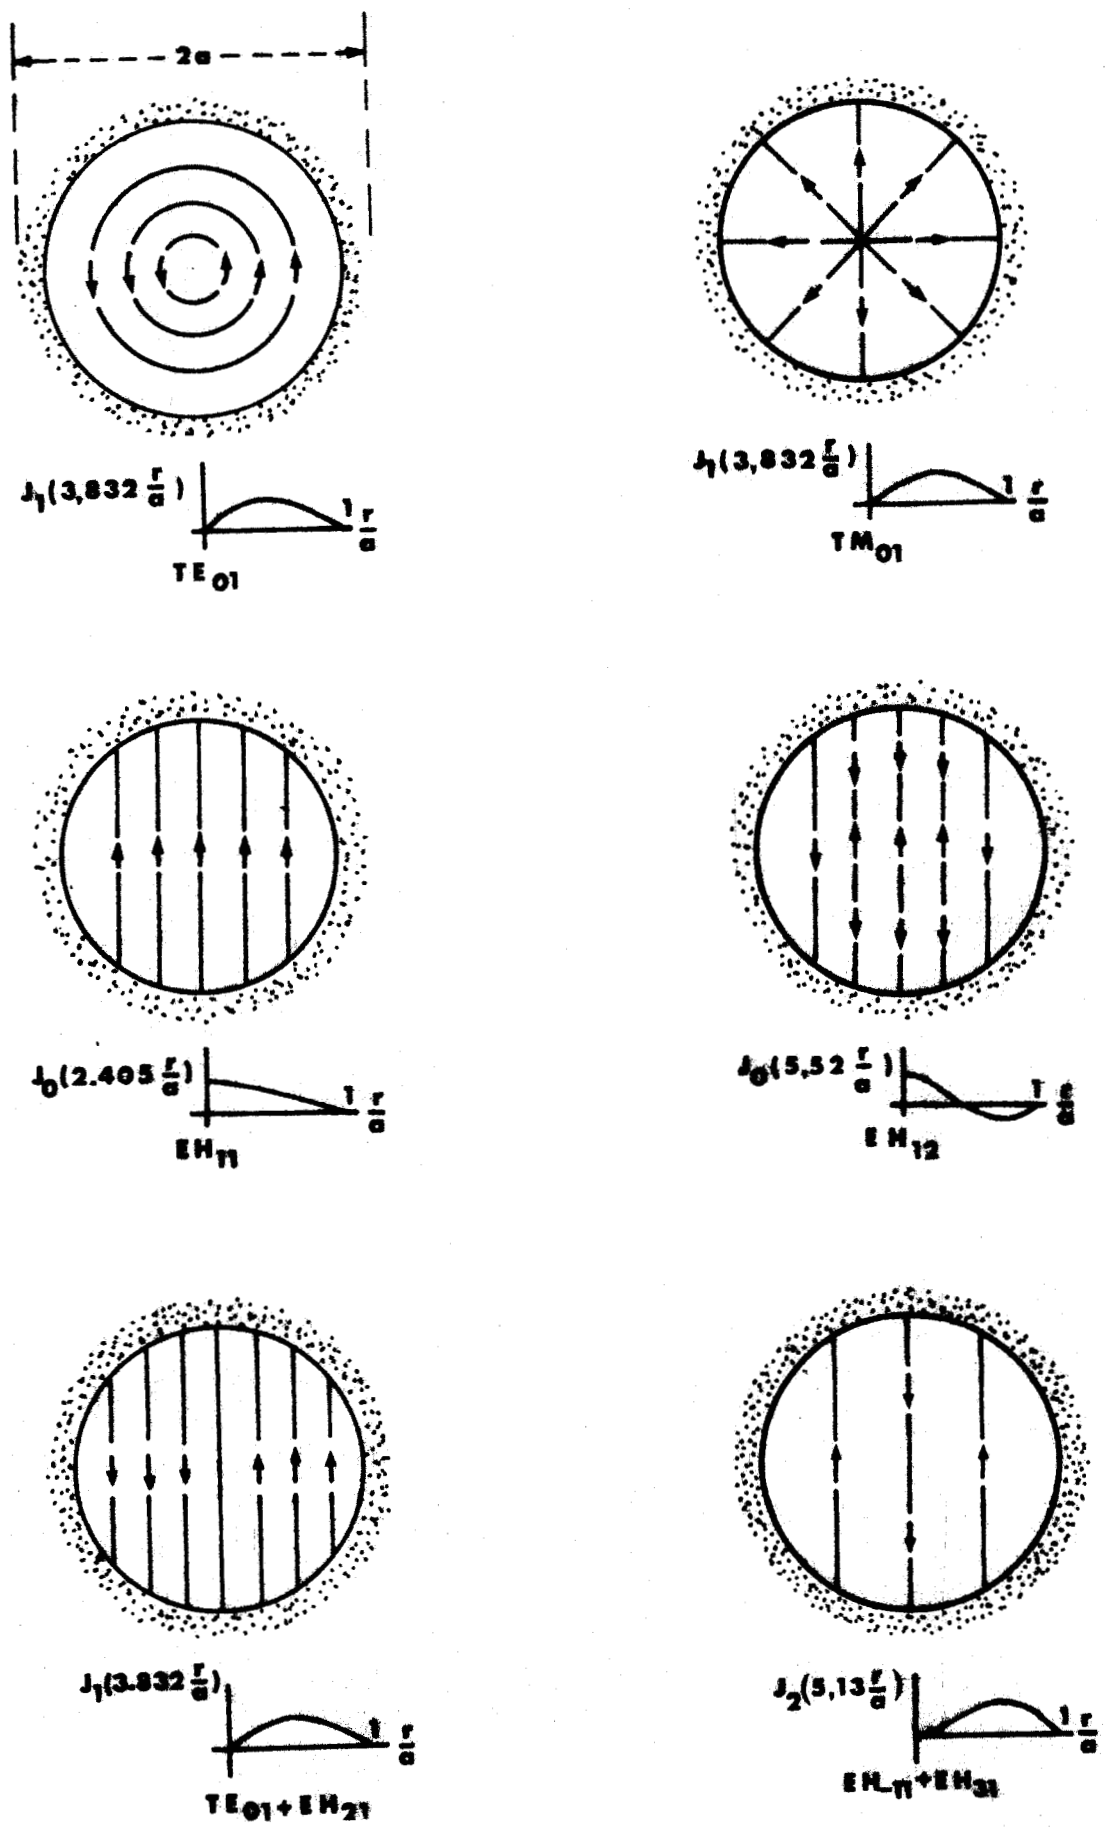 2a
J1(3,832 r/a) 1 r/a
TE01
J1(3,832 r/a) 1 r/a
TM01
J0(2.405 r/a) 1 r/a
EH11
J0(5,52 r/a) 1
EH12
J1(3.832 r/a) 1 r/a
TE01+EH21
J2(5,13 r/a) 1 r/a
EH-11+EH31